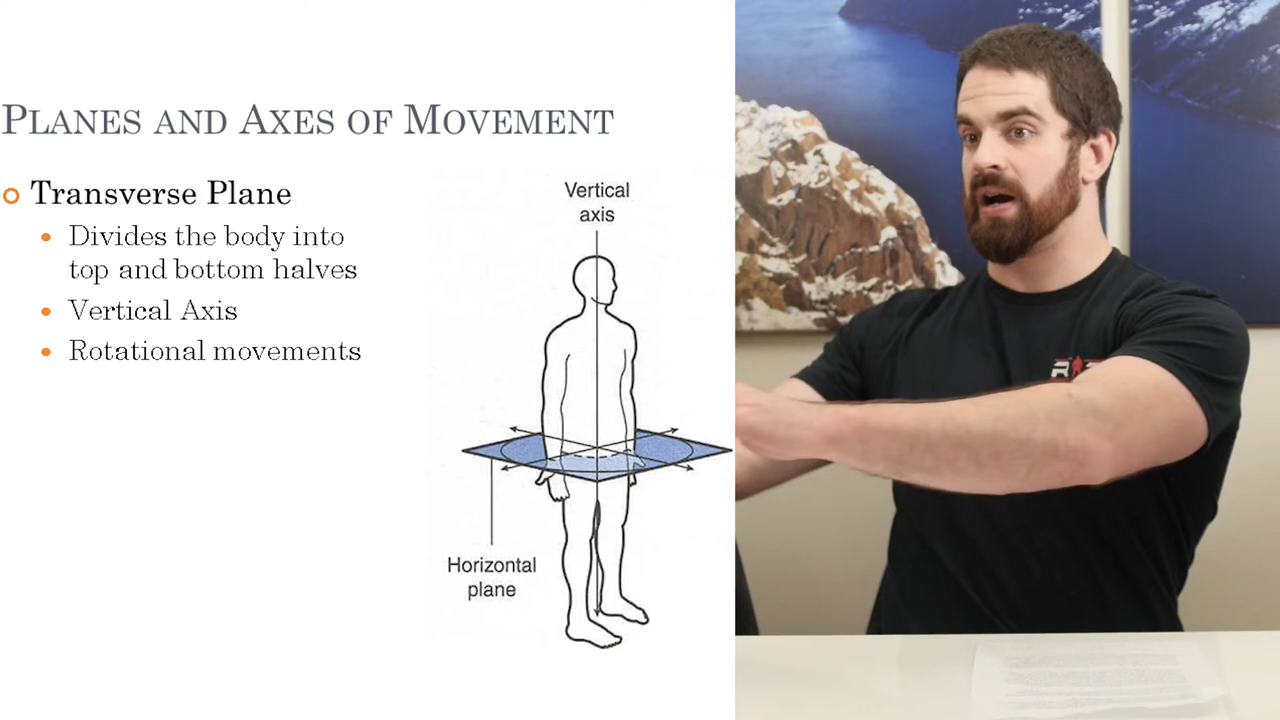 PLANES AND AXES OF MOVEMENT
Transverse Plane
Divides the body into
top and bottom halves
Vertical Axis
Rotational movements
Vertical
axis
Horizontal
plane